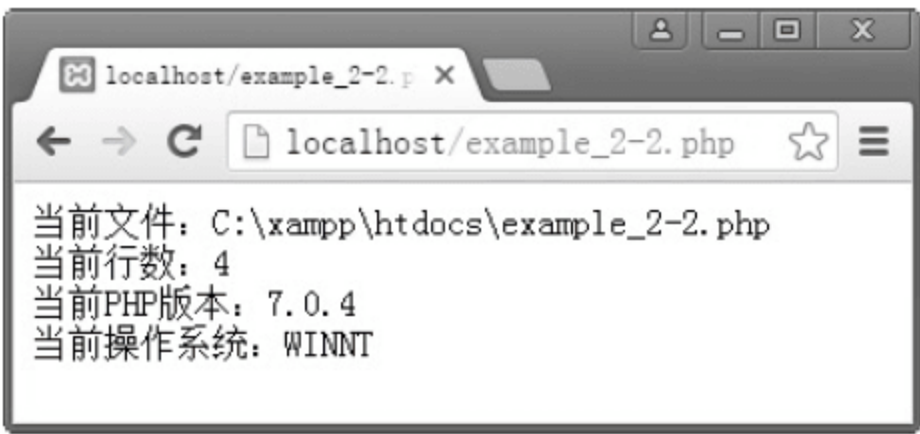 localhost/example_2-2.p
localhost/example_2-2.php
当前文件：C:\xampp\htdocs\example_2-2.php
当前行数：4
当前PHP版本：7.0.4
当前操作系统：WINNT